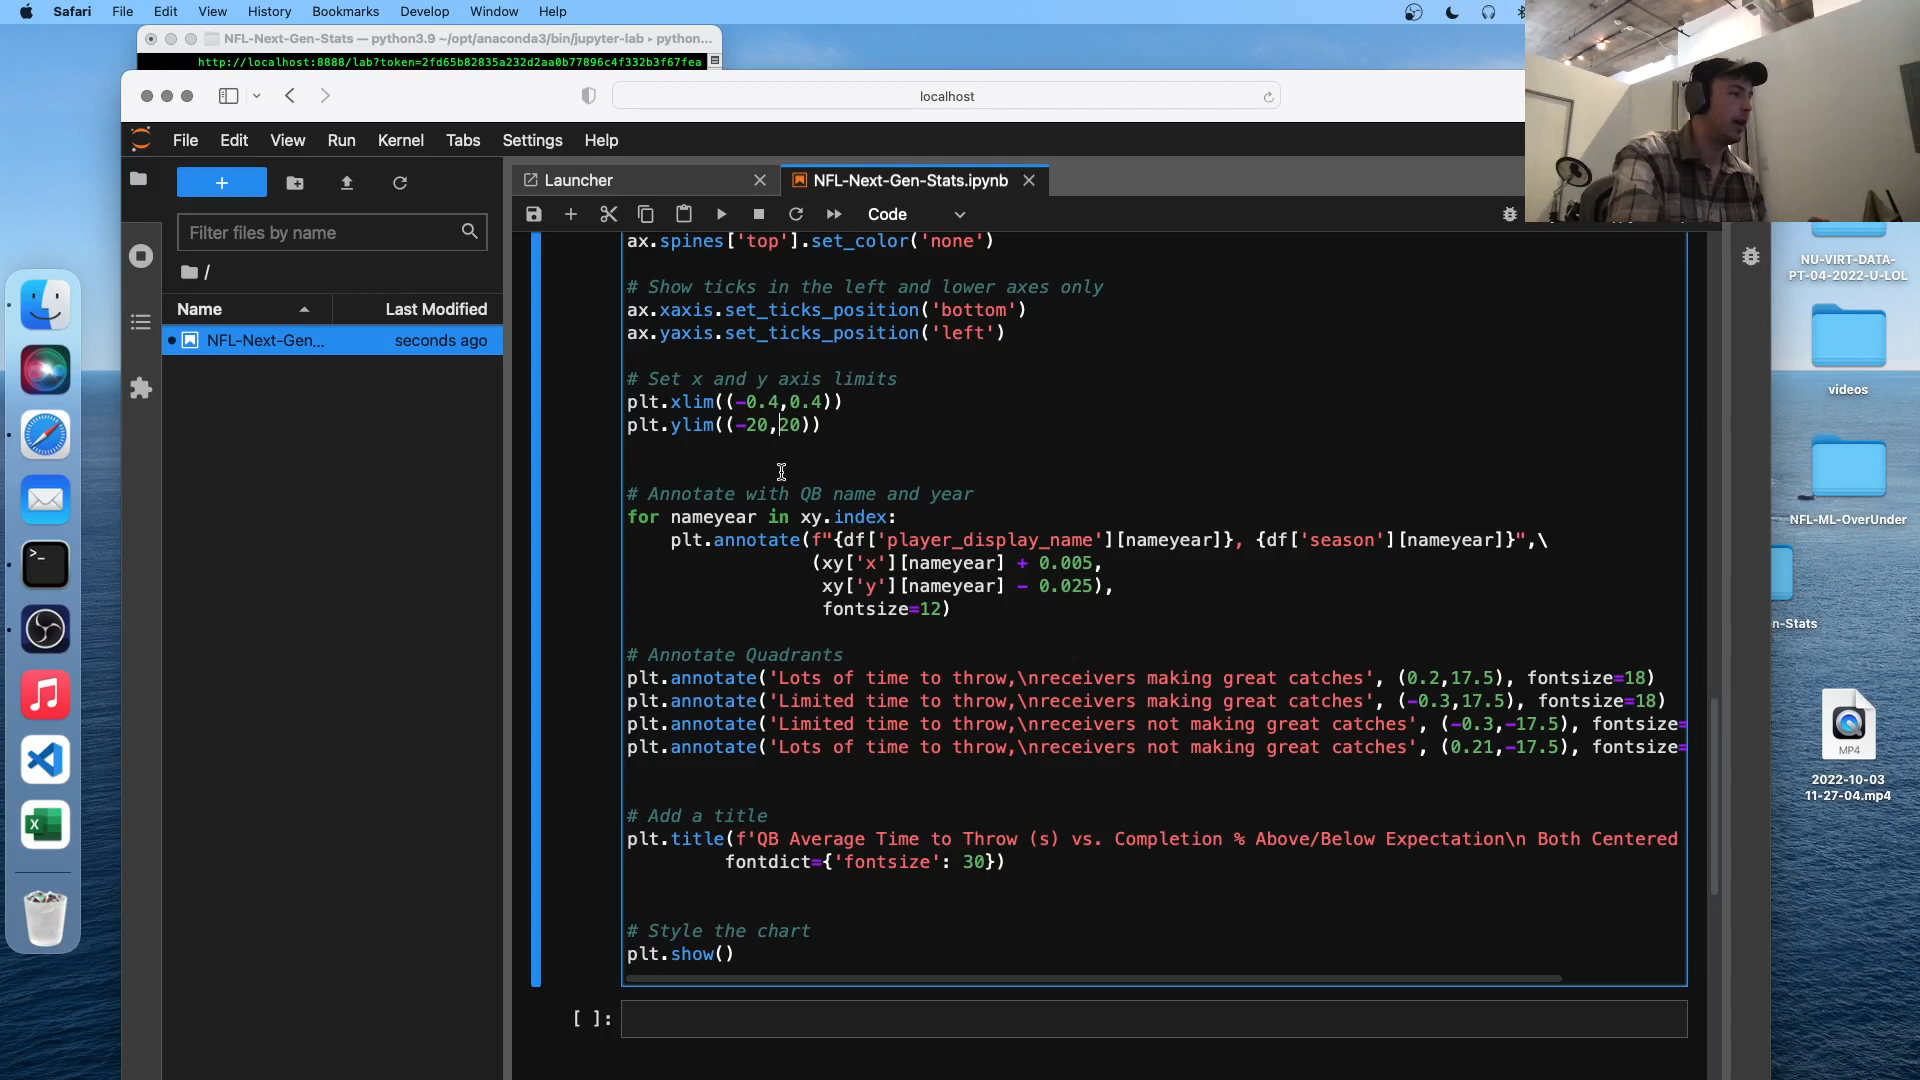 Safari File Edit View History Bookmarks Develop Window Help
NFL-Next-Gen-Stats — python3.9 ~/opt/anaconda3/bin/jupyter-lab ▸ python...
http://localhost:8888/lab?token=2fd65b82835a232d2aa0b77896c4f332b3f67fea
localhost
File Edit View Run Kernel Tabs Settings Help
Launcher
NFL-Next-Gen-Stats.ipynb
Code
Filter files by name
/
Name Last Modified
NFL-Next-Gen... seconds ago
ax.spines['top'].set_color('none')
# Show ticks in the left and lower axes only
ax.xaxis.set_ticks_position('bottom')
ax.yaxis.set_ticks_position('left')
# Set x and y axis limits
plt.xlim((-0.4,0.4))
plt.ylim((-20,20))
# Annotate with QB name and year
for nameyear in xy.index:
plt.annotate(f"{df['player_display_name'][nameyear]}, {df['season'][nameyear]}",\
(xy['x'][nameyear] + 0.005,
xy['y'][nameyear] - 0.025),
fontsize=12)
# Annotate Quadrants
plt.annotate('Lots of time to throw,\nreceivers making great catches', (0.2,17.5), fontsize=18)
plt.annotate('Limited time to throw,\nreceivers making great catches', (-0.3,17.5), fontsize=18)
plt.annotate('Limited time to throw,\nreceivers not making great catches', (-0.3,-17.5), fontsize=
plt.annotate('Lots of time to throw,\nreceivers not making great catches', (0.21,-17.5), fontsize=
# Add a title
plt.title(f'QB Average Time to Throw (s) vs. Completion % Above/Below Expectation\n Both Centered
fontdict={'fontsize': 30})
# Style the chart
plt.show()
[ ]:
NU-VIRT-DATA-
PT-04-2022-U-LOL
videos
NFL-ML-OverUnder
n-Stats
MP4
2022-10-03
11-27-04.mp4